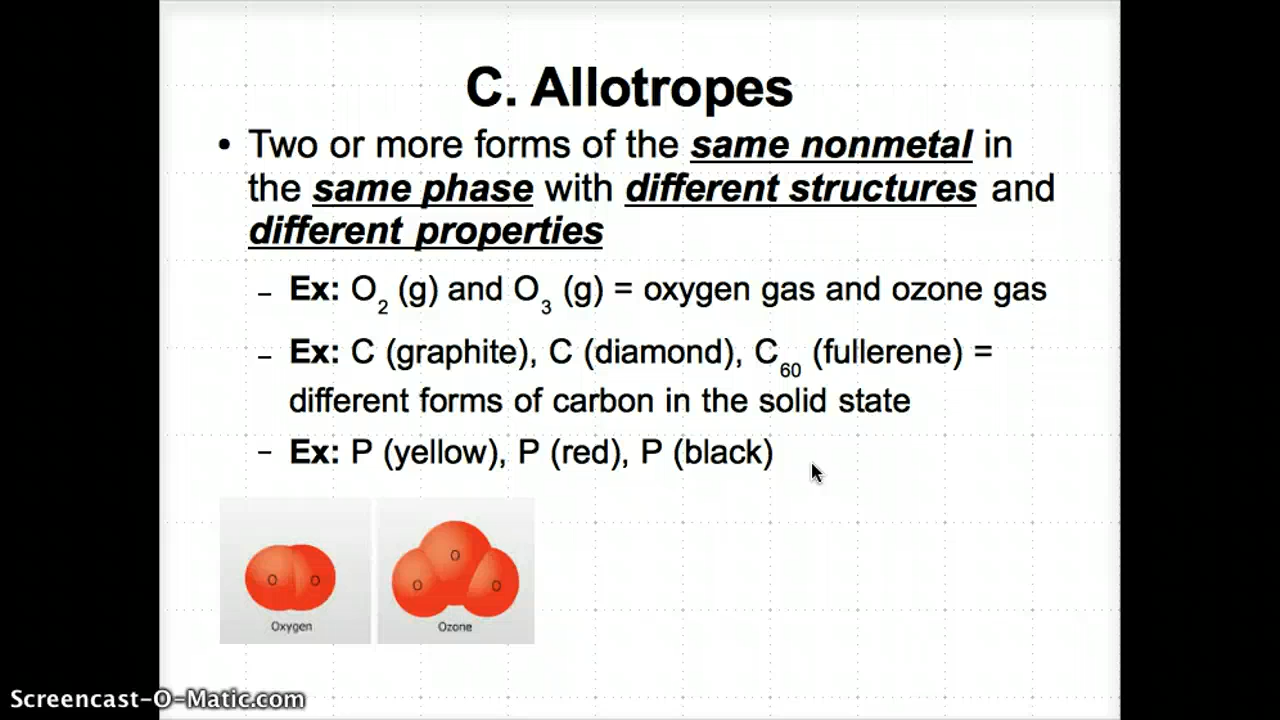 C. Allotropes
• Two or more forms of the same nonmetal in
the same phase with different structures and
different properties
– Ex: O₂ (g) and O₃ (g) = oxygen gas and ozone gas
– Ex: C (graphite), C (diamond), C₆₀ (fullerene) =
different forms of carbon in the solid state
– Ex: P (yellow), P (red), P (black)
O O
O
O O
Oxygen
Ozone
Screencast-O-Matic.com